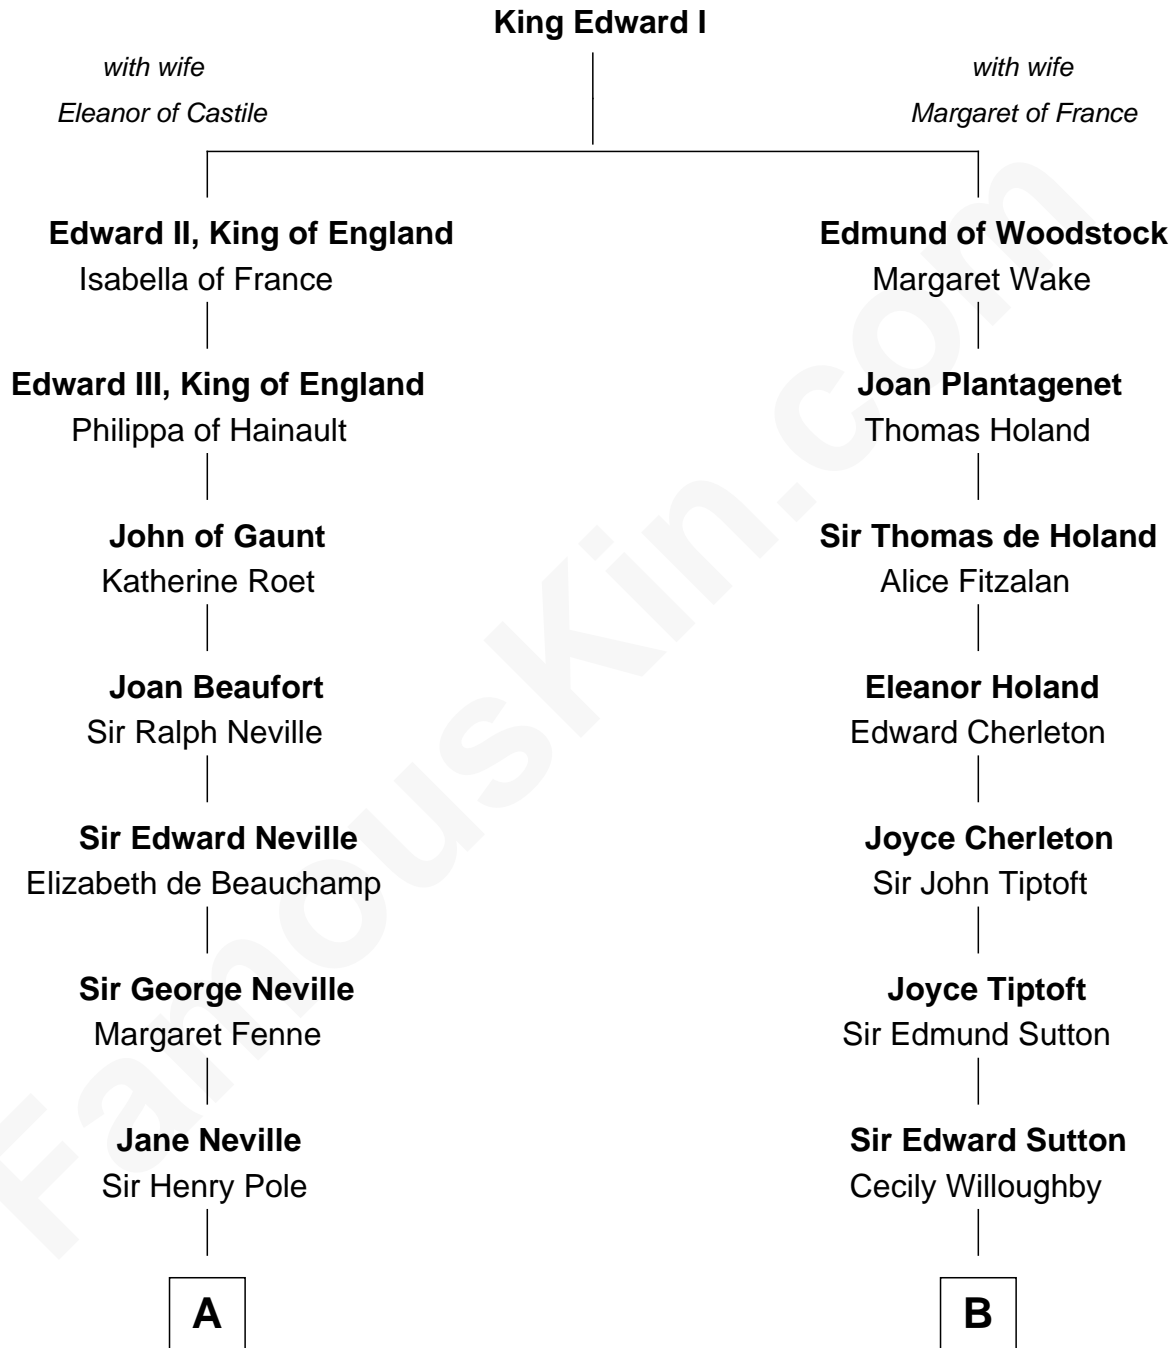 King Edward I
with wife
Eleanor of Castile
with wife
Margaret of France
Edward II, King of England
Isabella of France
Edmund of Woodstock
Margaret Wake
Edward III, King of England
Philippa of Hainault
Joan Plantagenet
Thomas Holand
John of Gaunt
Katherine Roet
Sir Thomas de Holand
Alice Fitzalan
Joan Beaufort
Sir Ralph Neville
Eleanor Holand
Edward Cherleton
Sir Edward Neville
Elizabeth de Beauchamp
Joyce Cherleton
Sir John Tiptoft
Sir George Neville
Margaret Fenne
Joyce Tiptoft
Sir Edmund Sutton
Jane Neville
Sir Henry Pole
Sir Edward Sutton
Cecily Willoughby
A
B
FamousKin.com